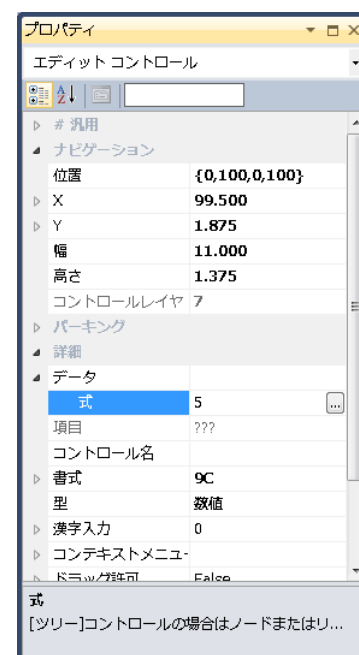 プロパティ
エディット コントロール
# 汎用
ナビゲーション
位置 {0,100,0,100}
X 99.500
Y 1.875
幅 11.000
高さ 1.375
コントロールレイヤ 7
パーキング
詳細
データ
式 5 ...
項目 ???
コントロール名
書式 9C
型 数値
漢字入力 0
コンテキストメニュー
ドラッグ許可 False
式
[ツリー]コントロールの場合はノードまたはリ...